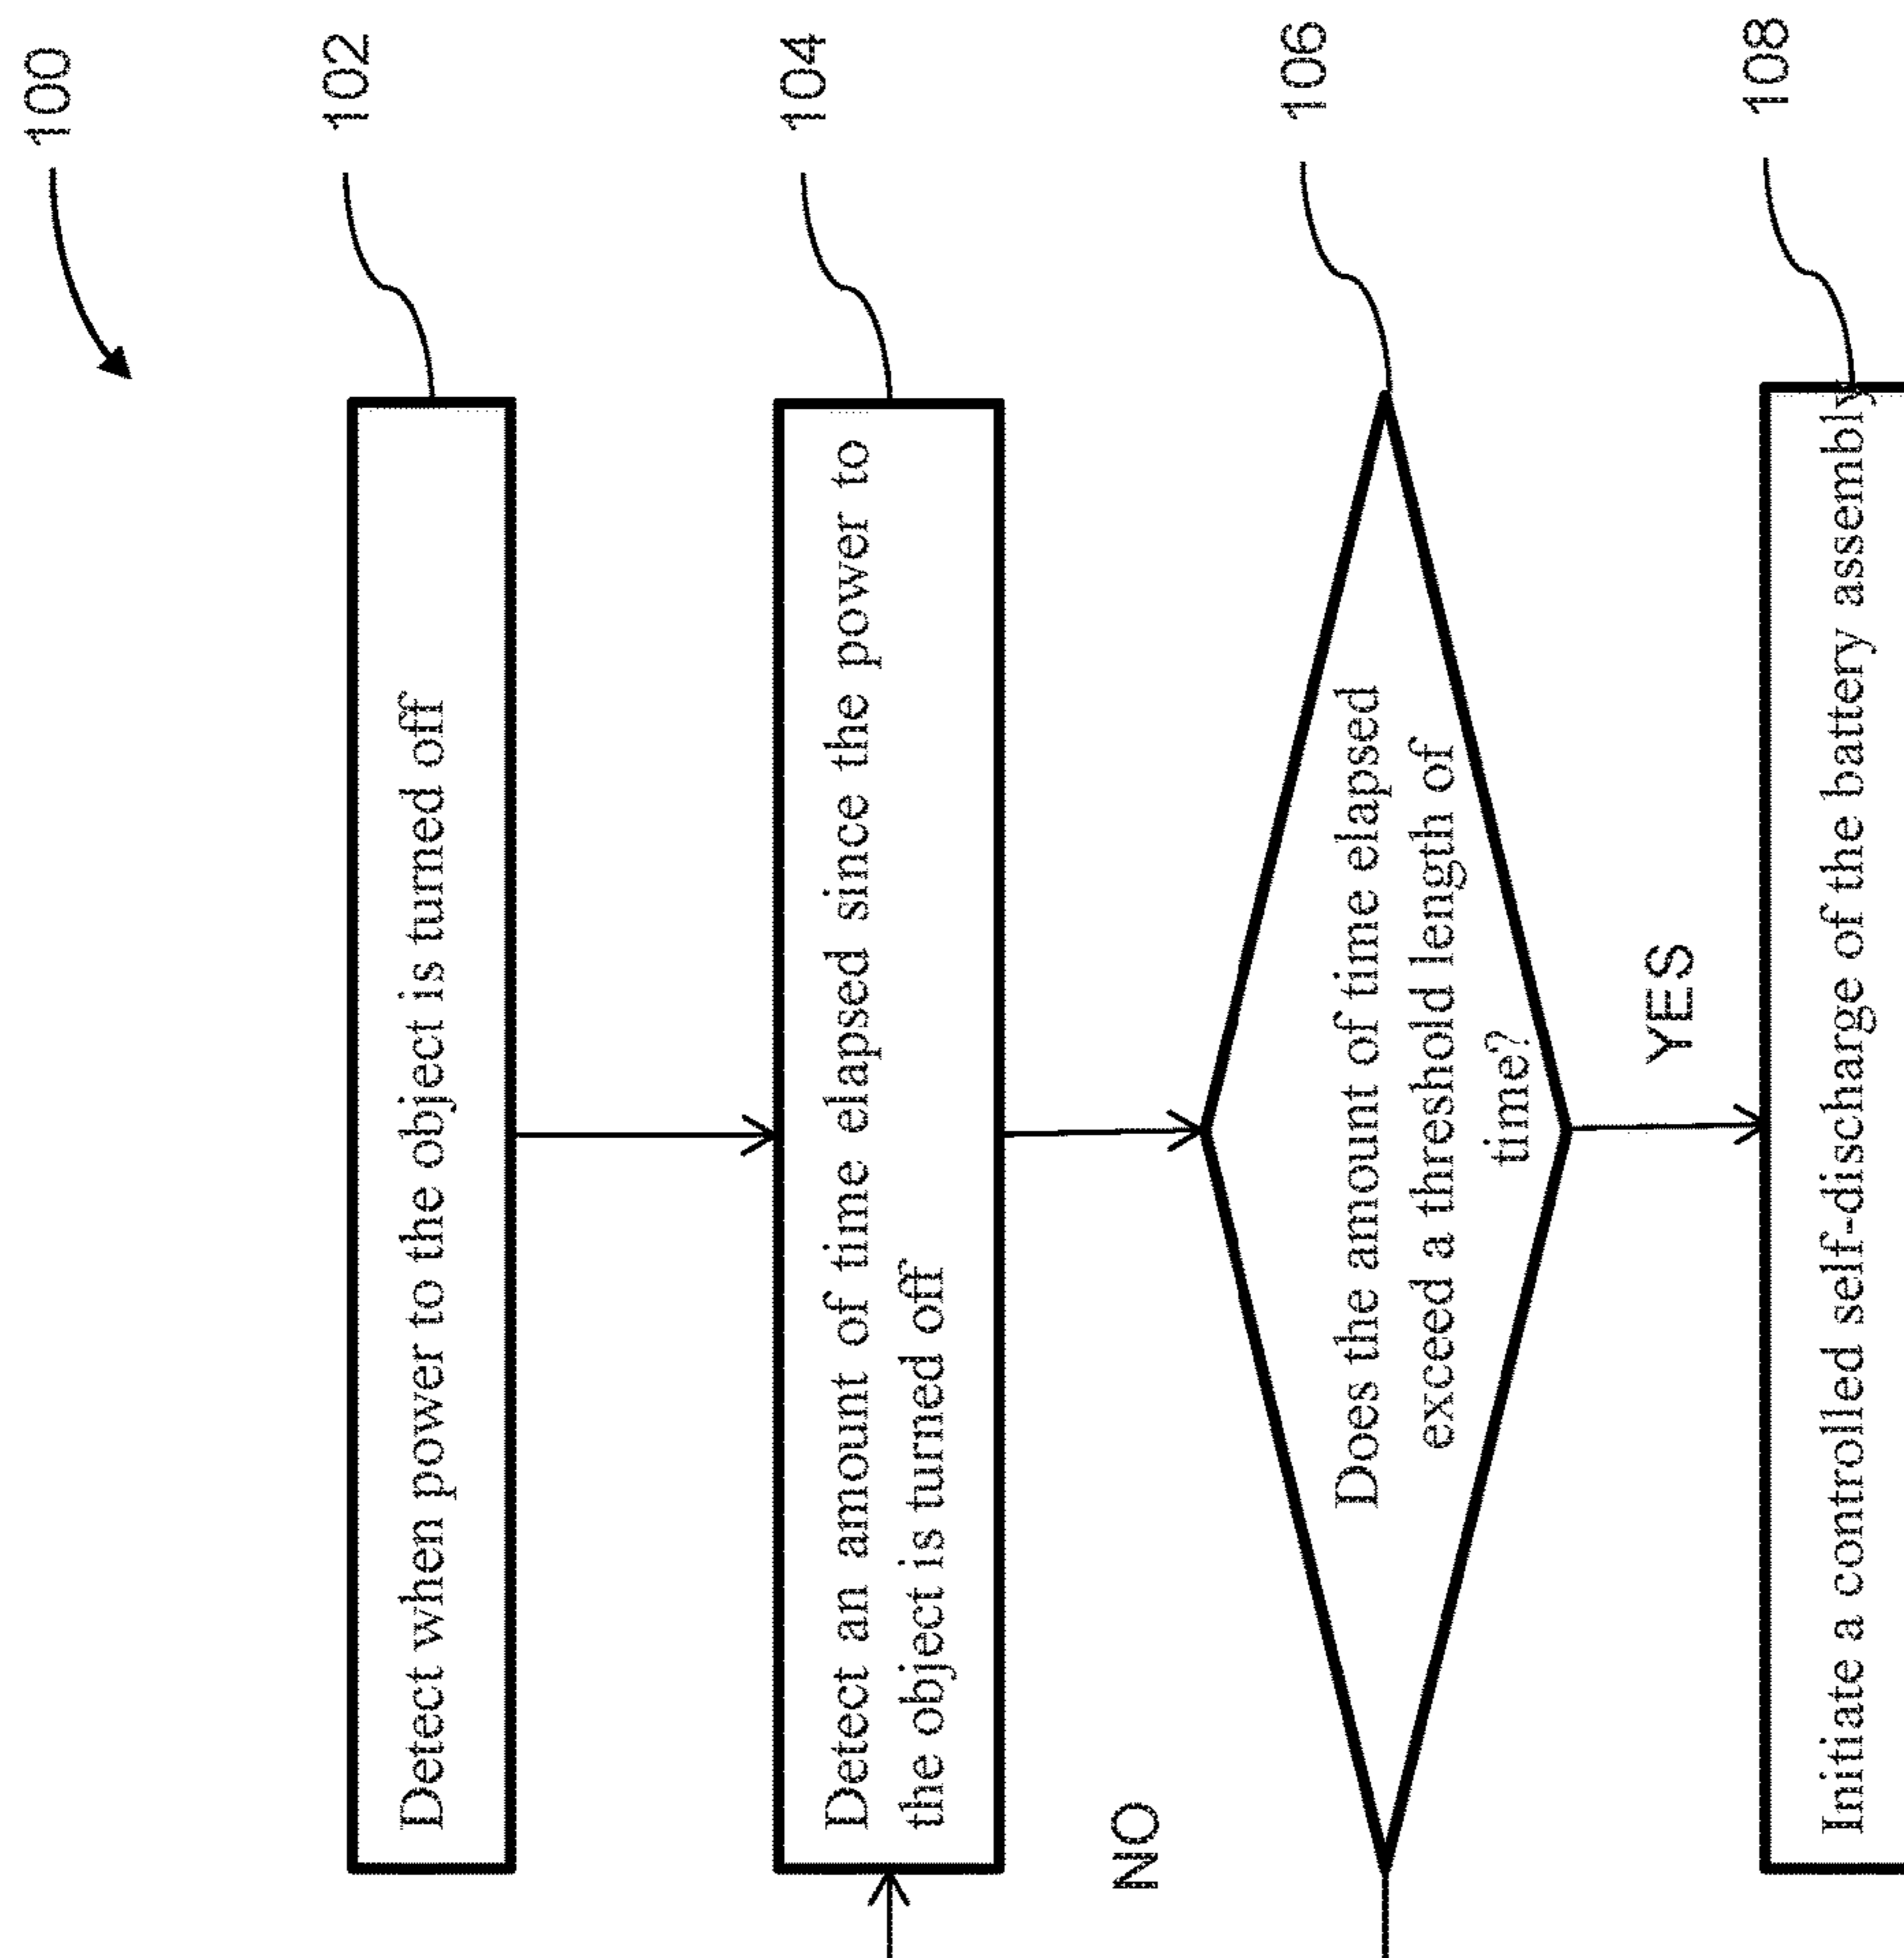 100
102
Detect when power to the object is turned off
104
Detect an amount of time elapsed since the power to
the object is turned off
106
Does the amount of time elapsed
exceed a threshold length of
time?
NO
YES
108
Initiate a controlled self-discharge of the battery assembly